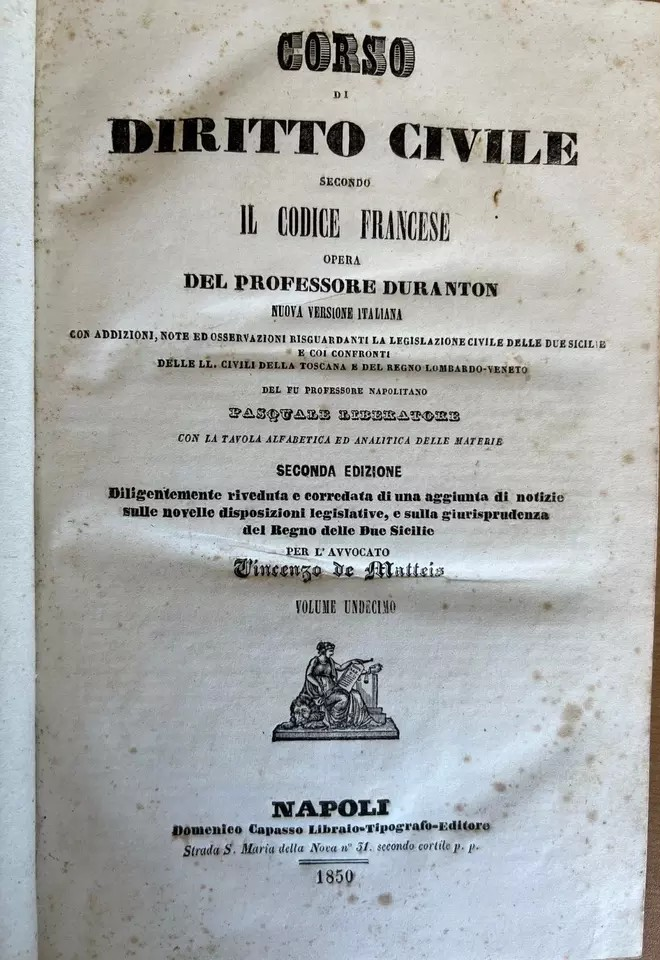 CORSO
DI
DIRITTO CIVILE
SECONDO
IL CODICE FRANCESE
OPERA
DEL PROFESSORE DURANTON
NUOVA VERSIONE ITALIANA
CON ADDIZIONI, NOTE ED OSSERVAZIONI RISGUARDANTI LA LEGISLAZIONE CIVILE DELLE DUE SICILIE
E COI CONFRONTI
DELLE LL. CIVILI DELLA TOSCANA E DEL REGNO LOMBARDO-VENETO
DEL FU PROFESSORE NAPOLITANO
PASQUALE LIBERATORE
CON LA TAVOLA ALFABETICA ED ANALITICA DELLE MATERIE
SECONDA EDIZIONE
Diligentemente riveduta e corredata di una aggiunta di notizie
sulle novelle disposizioni legislative, e sulla giurisprudenza
del Regno delle Due Sicilie
PER L'AVVOCATO
Vincenzo de Matteis
VOLUME UNDECIMO
NAPOLI
Domenico Capasso Libraio-Tipografo-Editore
Strada S. Maria della Nova n° 31. secondo cortile p. p.
1850